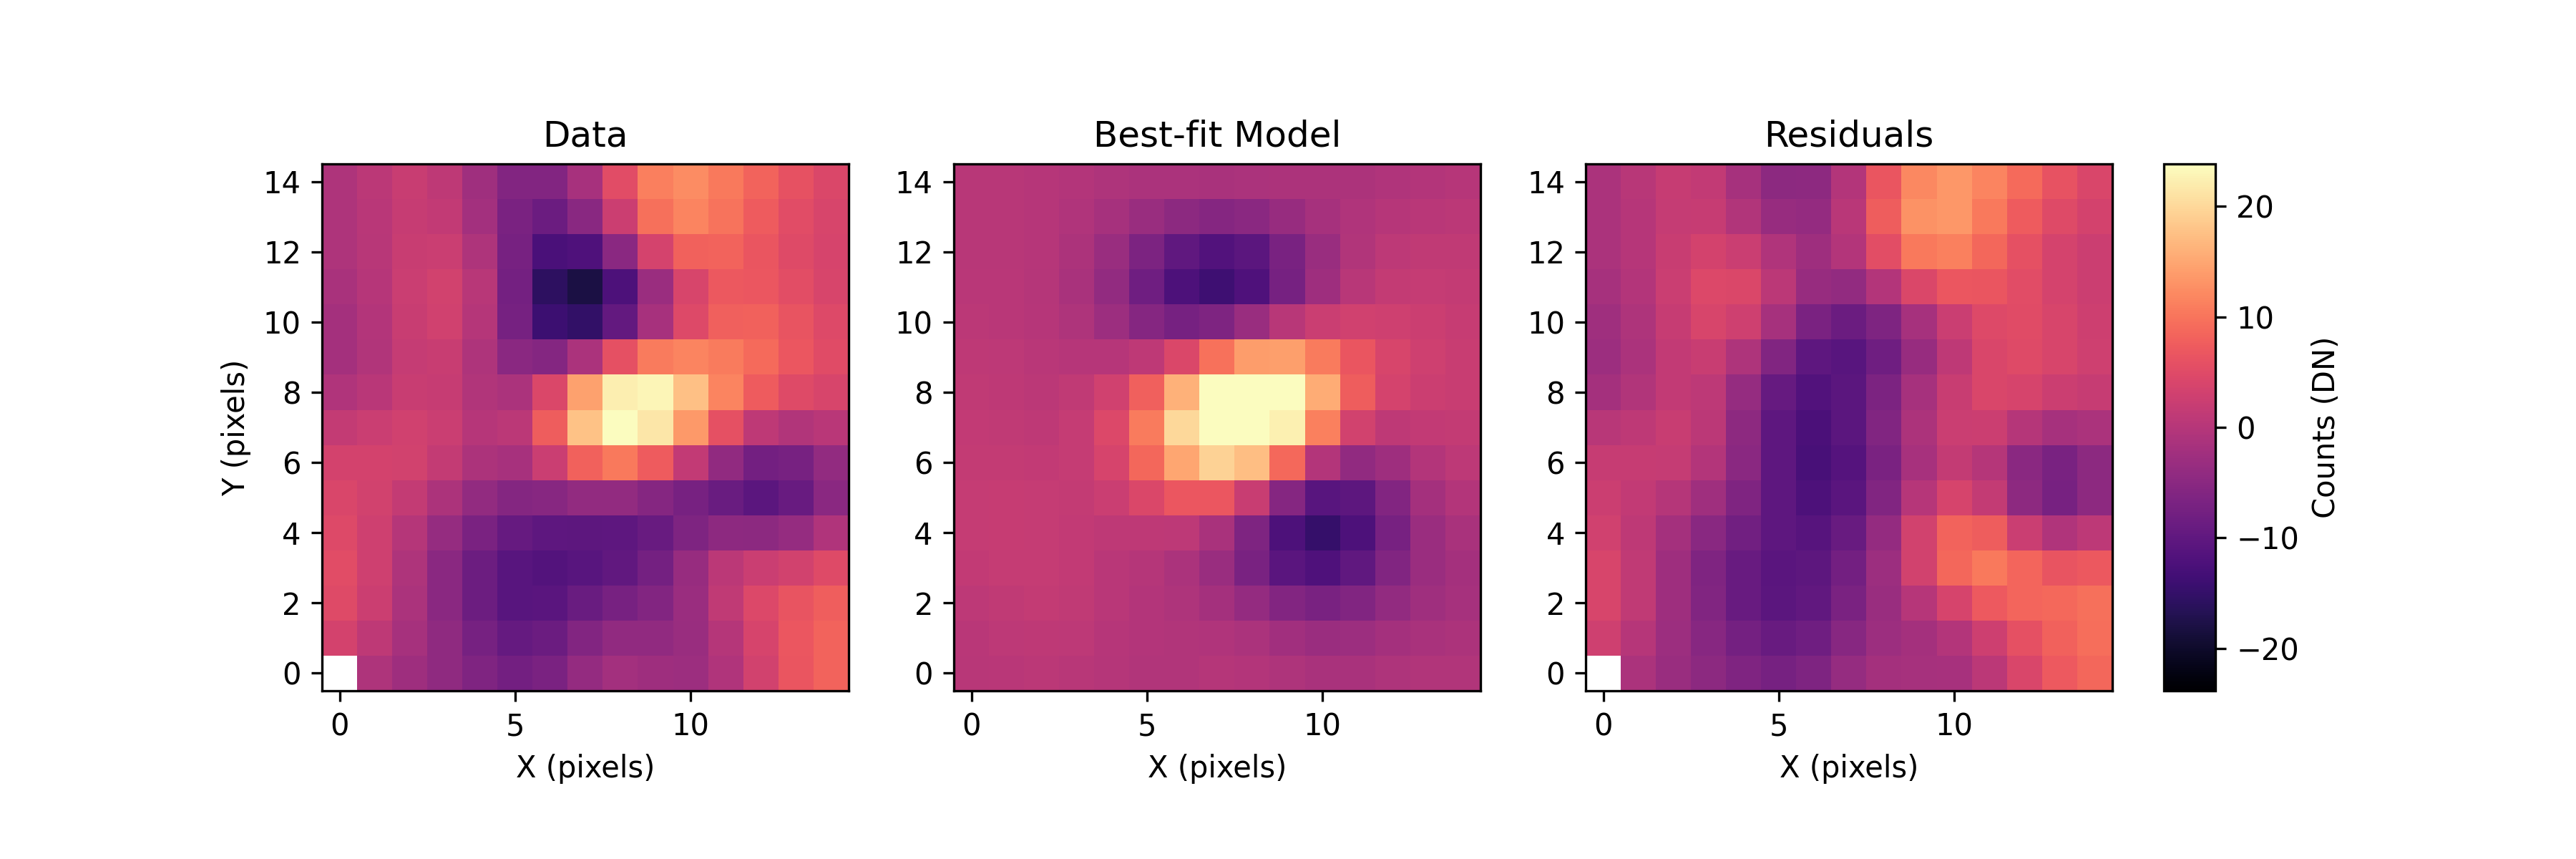 Data
Best-fit Model
Residuals
14
12
10
8
6
4
2
0
Y (pixels)
0 5 10
X (pixels)
14
12
10
8
6
4
2
0
0 5 10
X (pixels)
14
12
10
8
6
4
2
0
0 5 10
X (pixels)
20
10
0
−10
−20
Counts (DN)